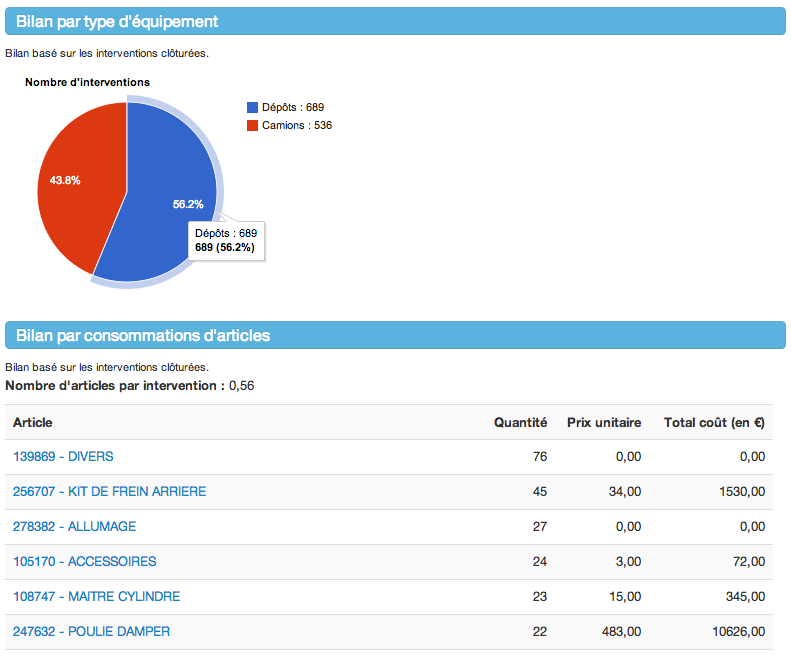 Bilan par type d'équipement
Bilan basé sur les interventions clôturées.
Nombre d'interventions
Dépôts : 689
Camions : 536
43.8%
56.2%
Dépôts : 689
689 (56.2%)
Bilan par consommations d'articles
Bilan basé sur les interventions clôturées.
Nombre d'articles par intervention : 0,56
Article Quantité Prix unitaire Total coût (en €)
139869 - DIVERS 76 0,00 0,00
256707 - KIT DE FREIN ARRIERE 45 34,00 1530,00
278382 - ALLUMAGE 27 0,00 0,00
105170 - ACCESSOIRES 24 3,00 72,00
108747 - MAITRE CYLINDRE 23 15,00 345,00
247632 - POULIE DAMPER 22 483,00 10626,00